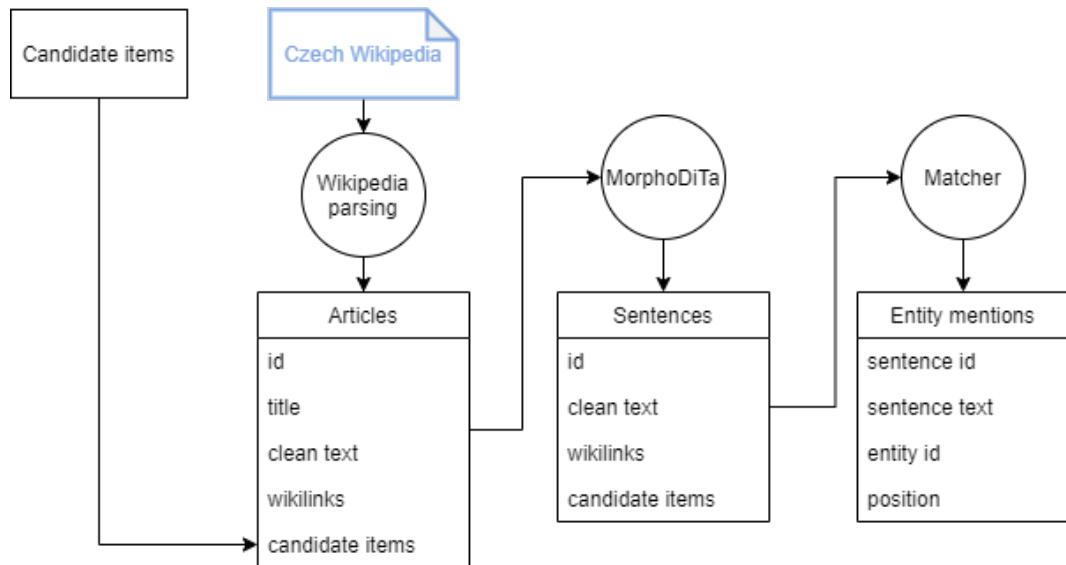 Candidate items
Czech Wikipedia
Wikipedia
parsing
MorphoDiTa
Matcher
Articles
id
title
clean text
wikilinks
candidate items
Sentences
id
clean text
wikilinks
candidate items
Entity mentions
sentence id
sentence text
entity id
position